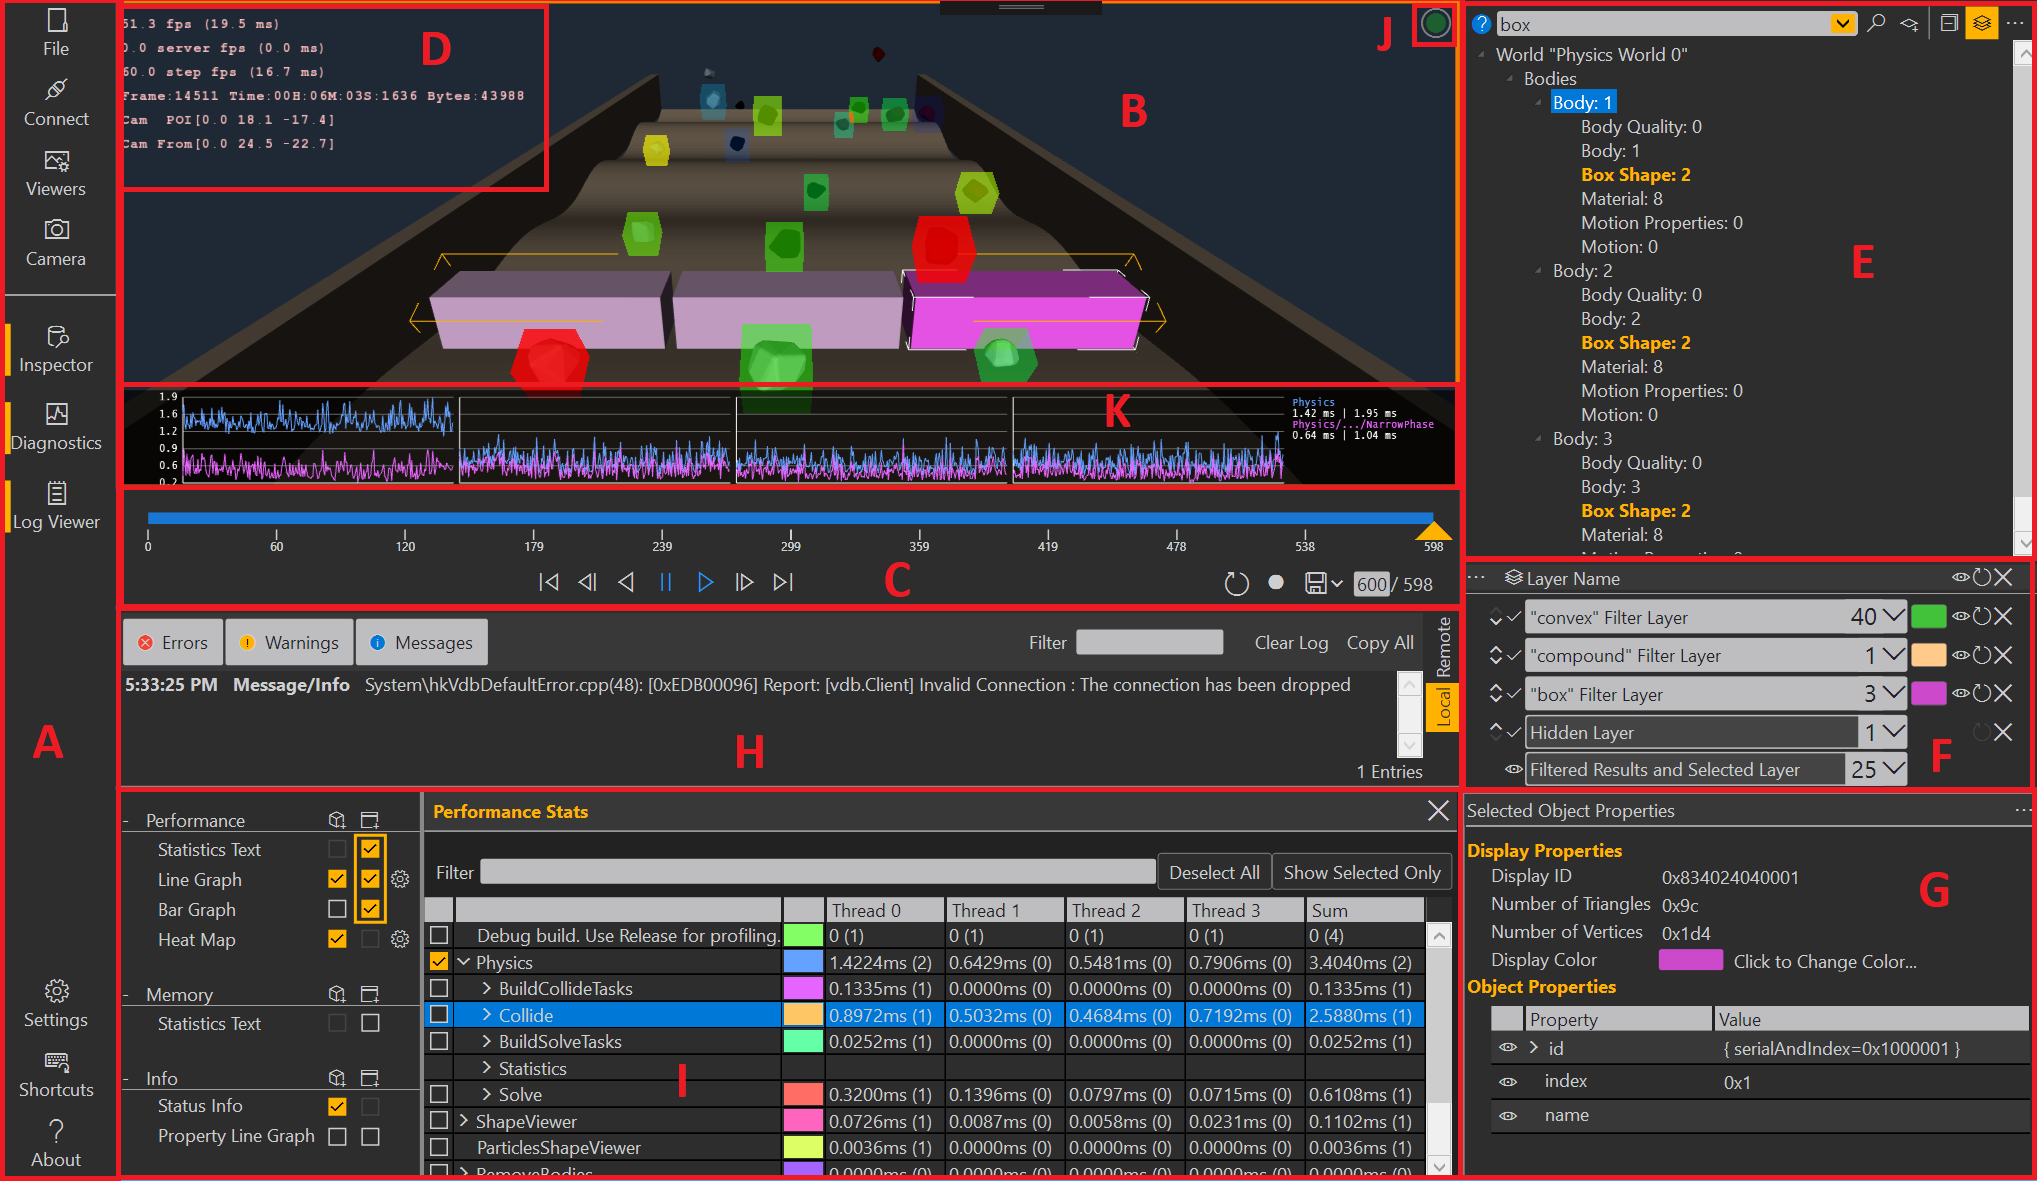 File
Connect
Viewers
Camera
Inspector
Diagnostics
Log Viewer
A
Settings
Shortcuts
? About
51.3 fps (19.5 ms)
0.0 server fps (0.0 ms)
60.0 step fps (16.7 ms)
Frame:14511 Time:00H:06M:03S:1636 Bytes:43988
Cam POI[0.0 18.1 -17.4]
Cam From[0.0 24.5 -22.7]
D
B
J
1.9
1.6
1.2
0.9
0.6
0.2
K
Physics
1.42 ms | 1.95 ms
Physics/.../NarrowPhase
0.64 ms | 1.04 ms
0 60 120 179 239 299 359 419 478 538 598
C
600 / 598
Errors Warnings Messages Filter Clear Log Copy All
Remote
Local
5:33:25 PM Message/Info System\hkVdbDefaultError.cpp(48): [0xEDB00096] Report: [vdb.Client] Invalid Connection : The connection has been dropped
H
1 Entries
- Performance
Statistics Text
Line Graph
Bar Graph
Heat Map
- Memory
Statistics Text
- Info
Status Info
Property Line Graph
Performance Stats
Filter Deselect All Show Selected Only
Thread 0 Thread 1 Thread 2 Thread 3 Sum
Debug build. Use Release for profiling. 0 (1) 0 (1) 0 (1) 0 (1) 0 (4)
Physics 1.4224ms (2) 0.6429ms (0) 0.5481ms (0) 0.7906ms (0) 3.4040ms (2)
BuildCollideTasks 0.1335ms (1) 0.0000ms (0) 0.0000ms (0) 0.0000ms (0) 0.1335ms (1)
Collide 0.8972ms (1) 0.5032ms (0) 0.4684ms (0) 0.7192ms (0) 2.5880ms (1)
BuildSolveTasks 0.0252ms (1) 0.0000ms (0) 0.0000ms (0) 0.0000ms (0) 0.0252ms (1)
Statistics
I
Solve 0.3200ms (1) 0.1396ms (0) 0.0797ms (0) 0.0715ms (0) 0.6108ms (1)
ShapeViewer 0.0726ms (1) 0.0087ms (0) 0.0058ms (0) 0.0231ms (0) 0.1102ms (1)
ParticlesShapeViewer 0.0036ms (1) 0.0000ms (0) 0.0000ms (0) 0.0000ms (0) 0.0036ms (1)
RemoveBodies 0.0000ms (0) 0.0000ms (0) 0.0000ms (0) 0.0000ms (0) 0.0000ms (0)
? box
World "Physics World 0"
Bodies
Body: 1
Body Quality: 0
Body: 1
Box Shape: 2
Material: 8
Motion Properties: 0
Motion: 0
E
Body: 2
Body Quality: 0
Body: 2
Box Shape: 2
Material: 8
Motion Properties: 0
Motion: 0
Body: 3
Body Quality: 0
Body: 3
Box Shape: 2
Material: 8
Layer Name
"convex" Filter Layer 40
"compound" Filter Layer 1
"box" Filter Layer 3
Hidden Layer 1
Filtered Results and Selected Layer 25
F
Selected Object Properties
Display Properties
Display ID 0x834024040001
Number of Triangles 0x9c
Number of Vertices 0x1d4
Display Color Click to Change Color...
G
Object Properties
Property Value
id { serialAndIndex=0x1000001 }
index 0x1
name